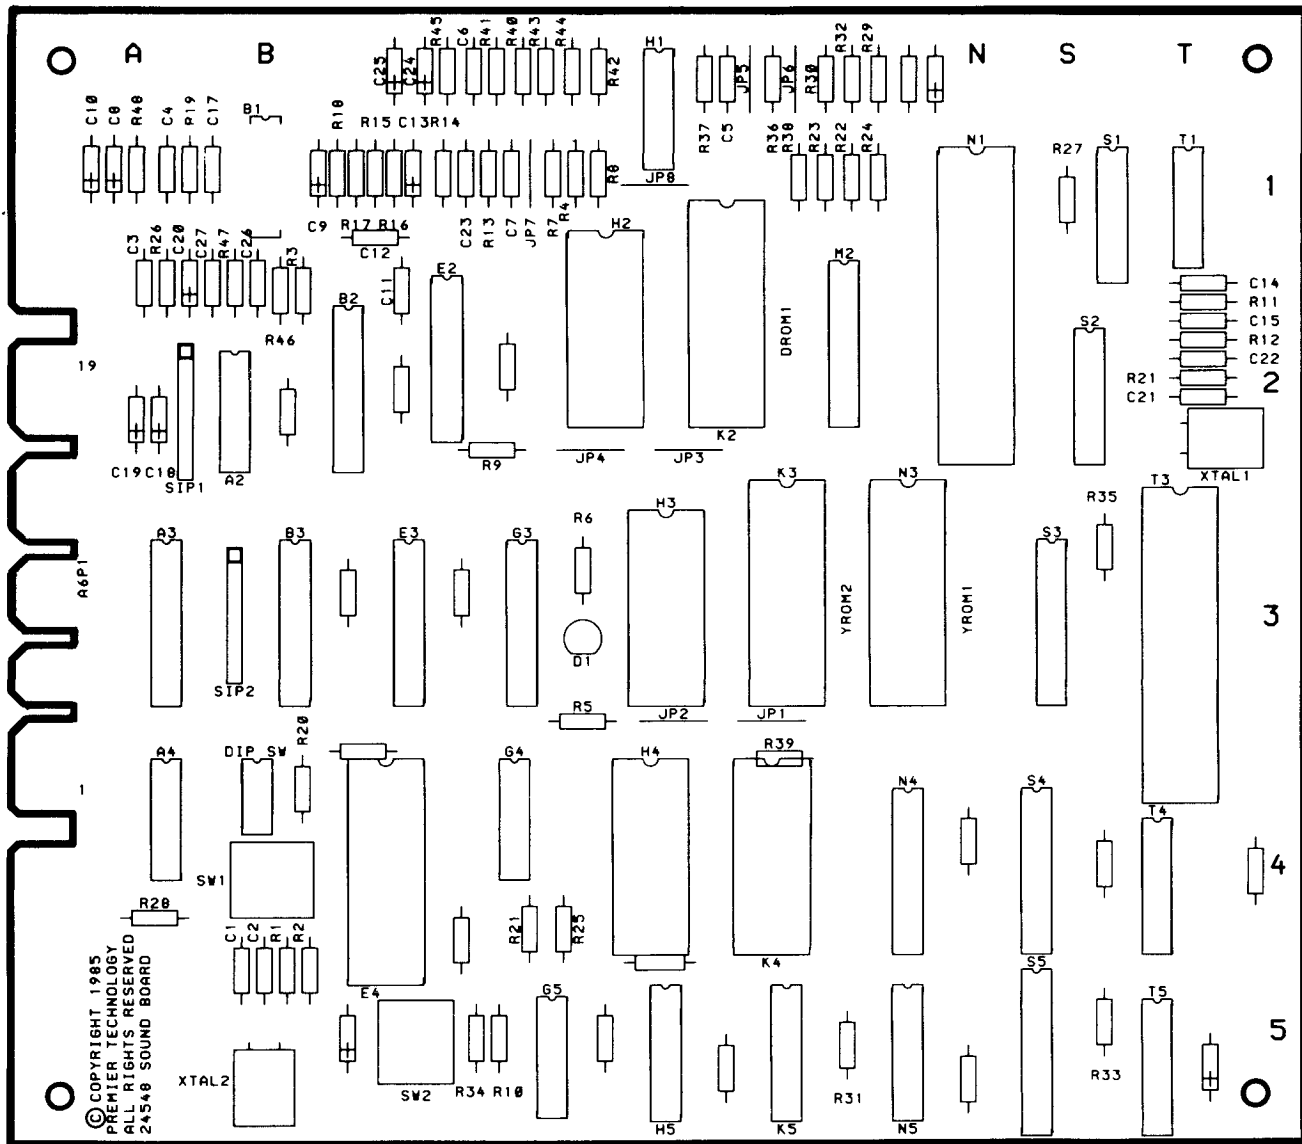 A B N S T
C25 C24 R45 C6 R41 R40 R43 R44 R42
H1
JP5 JP6 R30 R32 R29
C10 C8 R48 C4 R19 C17
B1
R18 R15 C13 R14
R37 C5 R36 R38 R23 R22 R24
N1 R27 S1 T1
1
C9 R17 R16 C23 R13 C7 JP7 R7 R4 R8
JP8
C12
H2
C3 R26 C20 C27 R47 C26 R3
C11
E2
M2
B2
DROM1
C14
R11
C15
R12
C22
R21
C21
S2
2
R46
19
K2
C19 C18 SIP1 A2
R9 JP4 JP3
XTAL1
K3 N3 T3
R35
H3
R6
A3 B3 E3 G3 S3
A6P1
YROM2 YROM1
3
D1
SIP2
R5 JP2 JP1
R20
A4 DIP SW G4 H4 R39
1
N4 S4 T4
4
SW1
R28
C1 C2 R1 R2
R21 R25
K4 S5
E4 G5 T5
5
XTAL2
SW2 R34 R10
R31 R33
H5 K5 N5
© COPYRIGHT 1985
PREMIER TECHNOLOGY
ALL RIGHTS RESERVED
24548 SOUND BOARD